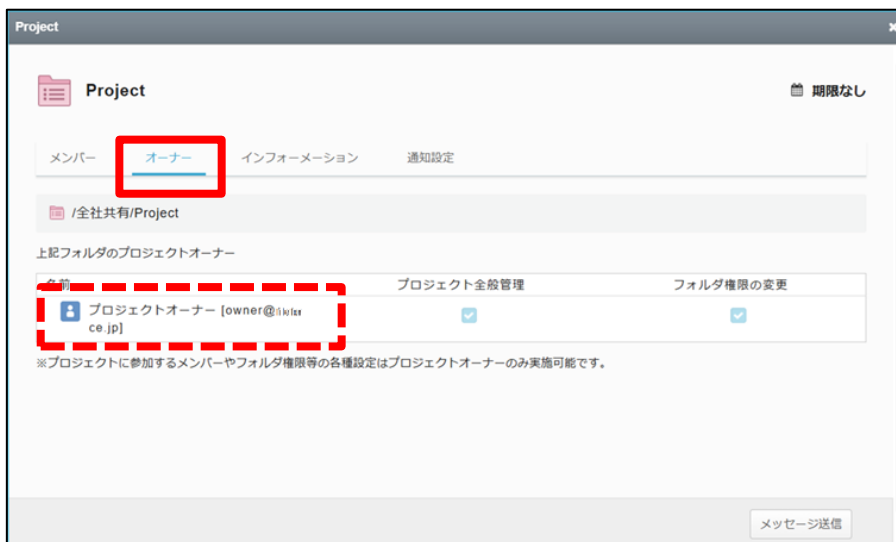 Project
Project
期限なし
メンバー オーナー インフォーメーション 通知設定
/全社共有/Project
上記フォルダのプロジェクトオーナー
名前 プロジェクト全般管理 フォルダ権限の変更
プロジェクトオーナー [owner@
ce.jp]
※プロジェクトに参加するメンバーやフォルダ権限等の各種設定はプロジェクトオーナーのみ実施可能です。
メッセージ送信